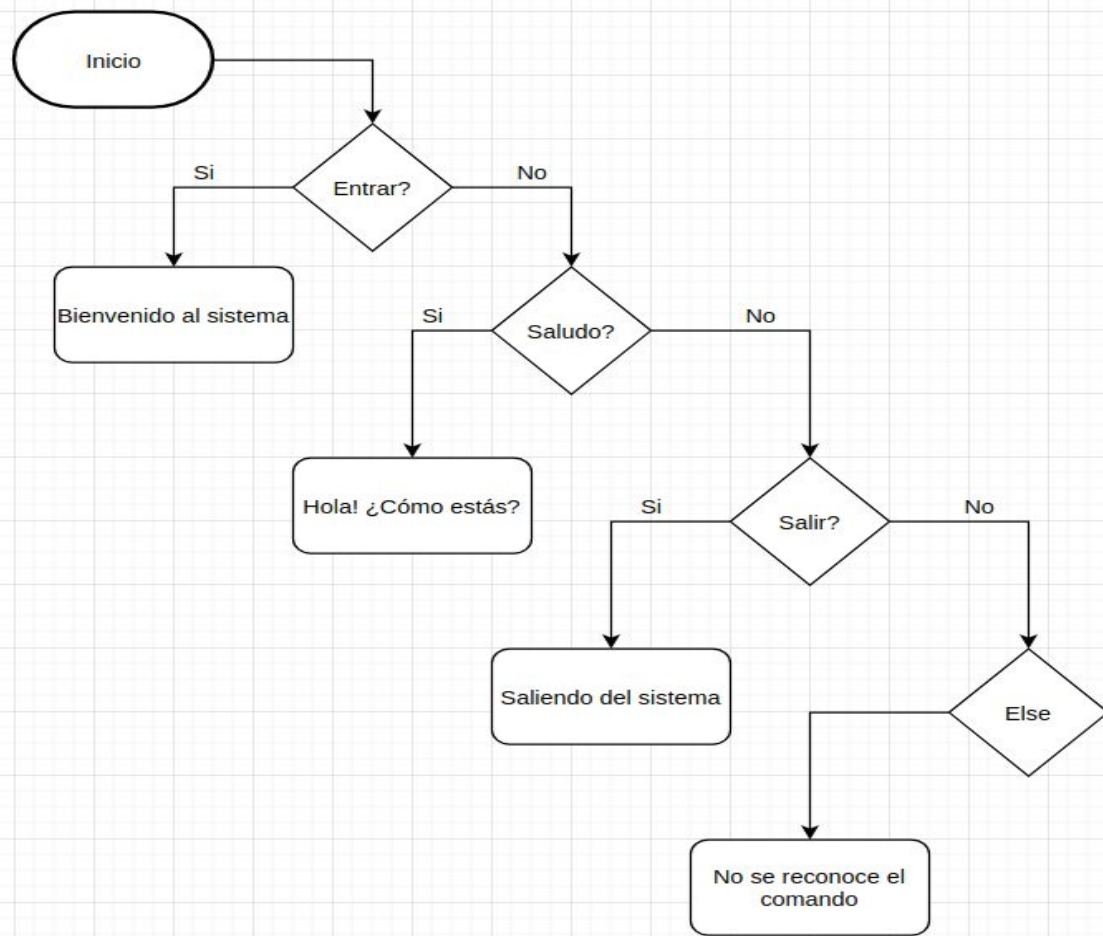 Inicio
Entrar?
Si
No
Bienvenido al sistema
Saludo?
Si
No
Hola! ¿Cómo estás?
Salir?
Si
No
Saliendo del sistema
Else
No se reconoce el
comando